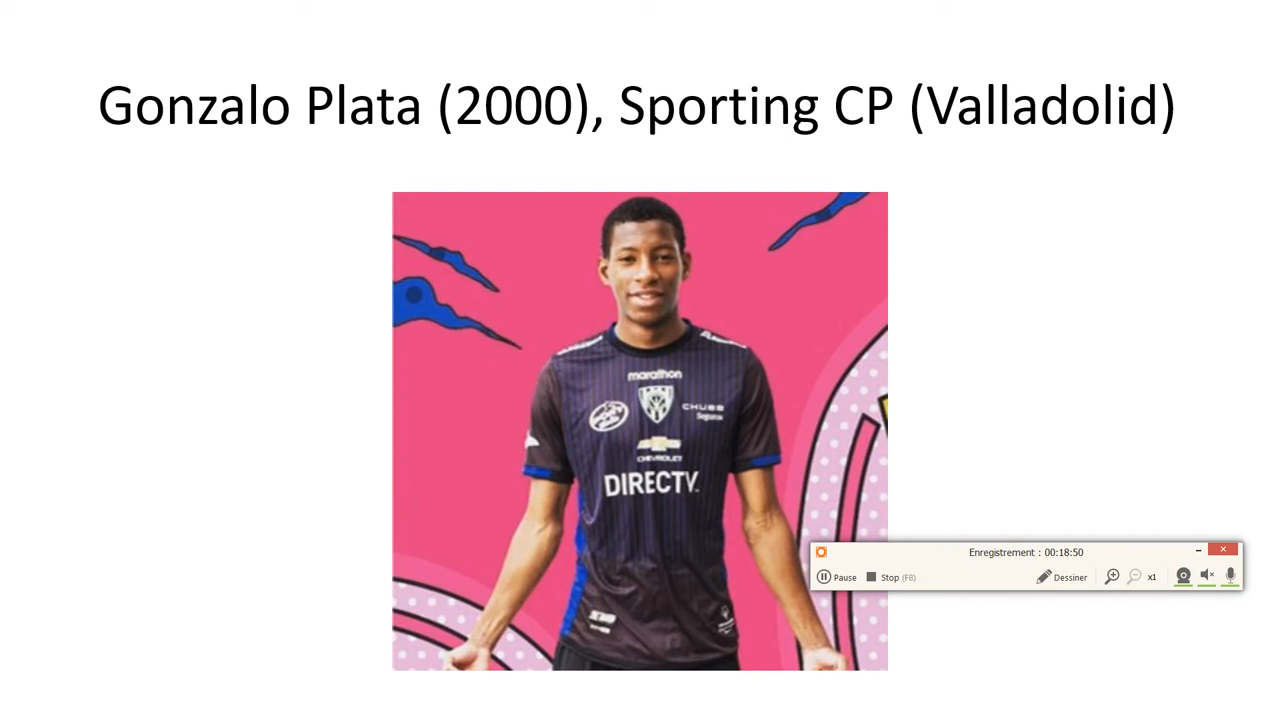 Gonzalo Plata (2000), Sporting CP (Valladolid)
marathon
CHUBB
Seguros
CHEVROLET
DIRECTV
Enregistrement : 00:18:50
Pause
Stop (F8)
Dessiner
x1